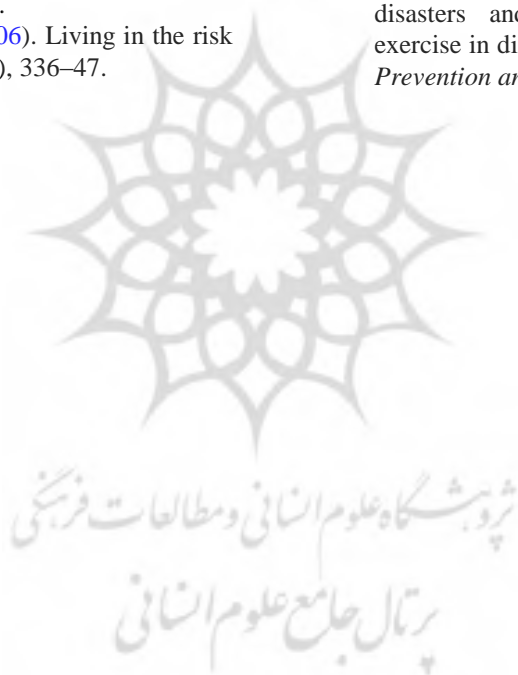 .
06). Living in the risk
), 336–47.
disasters and
exercise in di
Prevention ar
پژوهشگاه علوم انسانی و مطالعات فرهنگی
پرتال جامع علوم انسانی